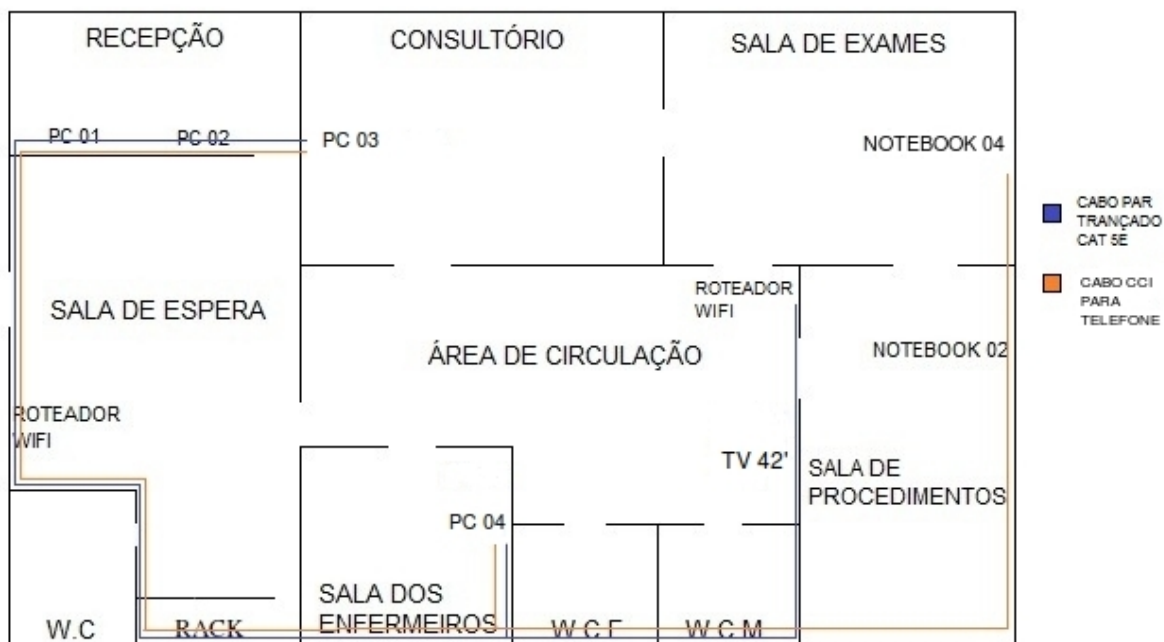 RECEPÇÃO
CONSULTÓRIO
SALA DE EXAMES
PC 01
PC 02
PC 03
NOTEBOOK 04
CABO PAR
TRANÇADO
CAT 5E
CABO CCI
PARA
TELEFONE
SALA DE ESPERA
ROTEADOR
WIFI
ÁREA DE CIRCULAÇÃO
NOTEBOOK 02
ROTEADOR
WIFI
TV 42'
SALA DE
PROCEDIMENTOS
PC 04
SALA DOS
ENFERMEIROS
W.C
RACK
W.C F
W.C M